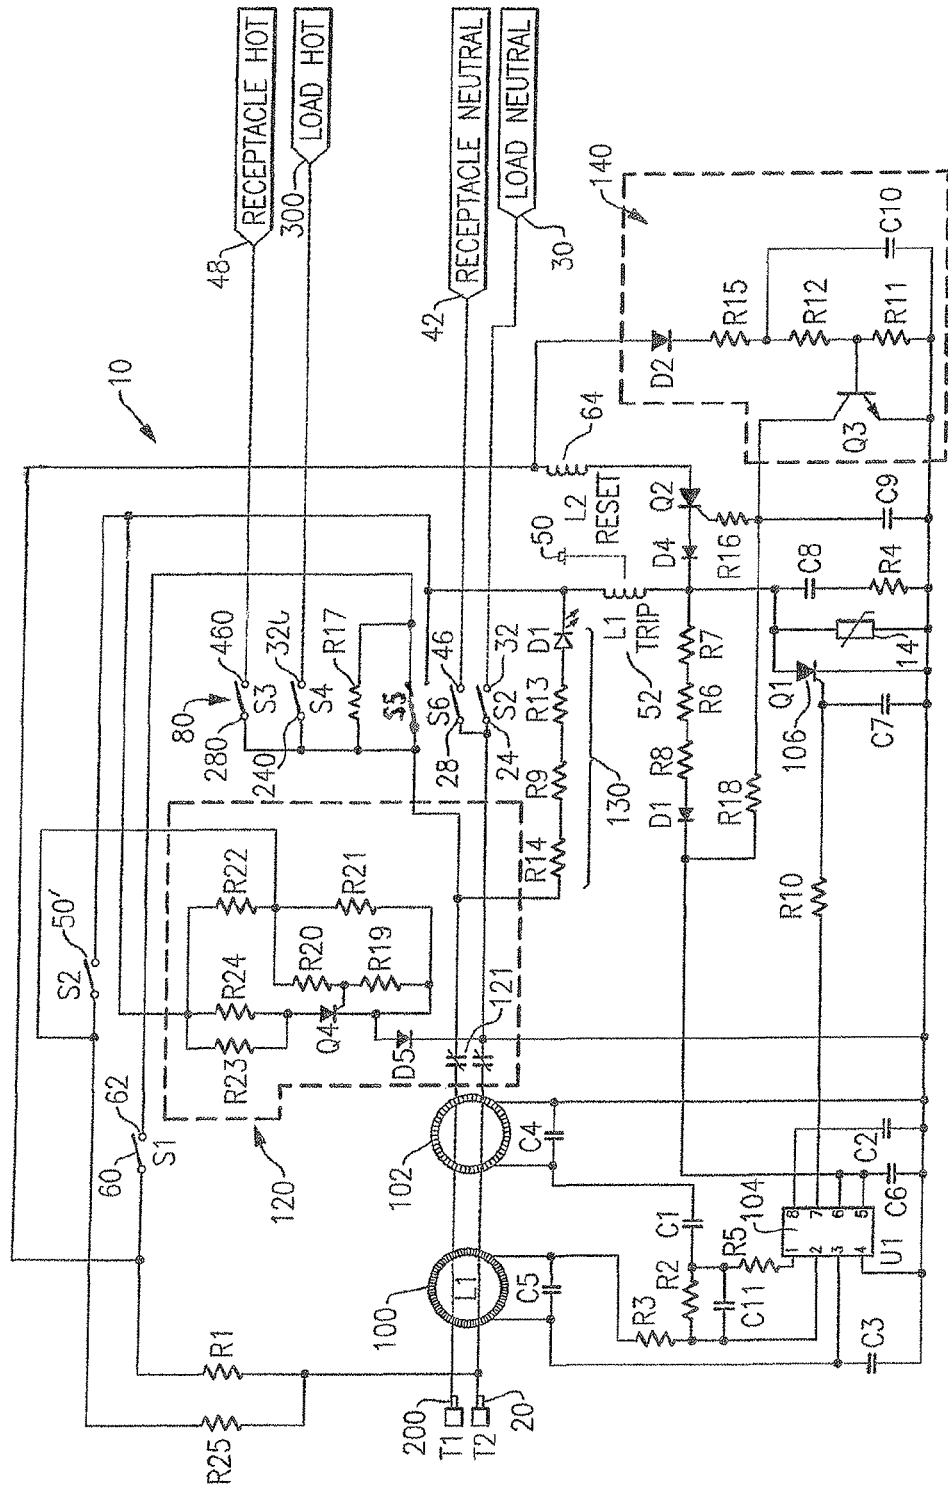 10
48
RECEPTACLE HOT
300
LOAD HOT
42
RECEPTACLE NEUTRAL
30
LOAD NEUTRAL
140
C10
R15
R12
R11
D2
Q3
64
L2
RESET
Q2
50
D4
R16
C9
C8
R4
14
L1
TRIP
52
R7
R6
R8
D1
R18
Q1
106
C7
R10
80
460
S3
280
320
S4
240
R17
S5
S6
46
28
32
S2
24
D1
R13
R9
R14
130
S2
50'
R22
R24
R23
R21
R20
R19
Q4
D5
121
120
60
62
S1
102
C4
100
L1
C5
R1
R25
200
T1
T2
20
C1
R2
R3
C11
R5
104
1
2
3
4
8
7
6
5
U1
C2
C6
C3